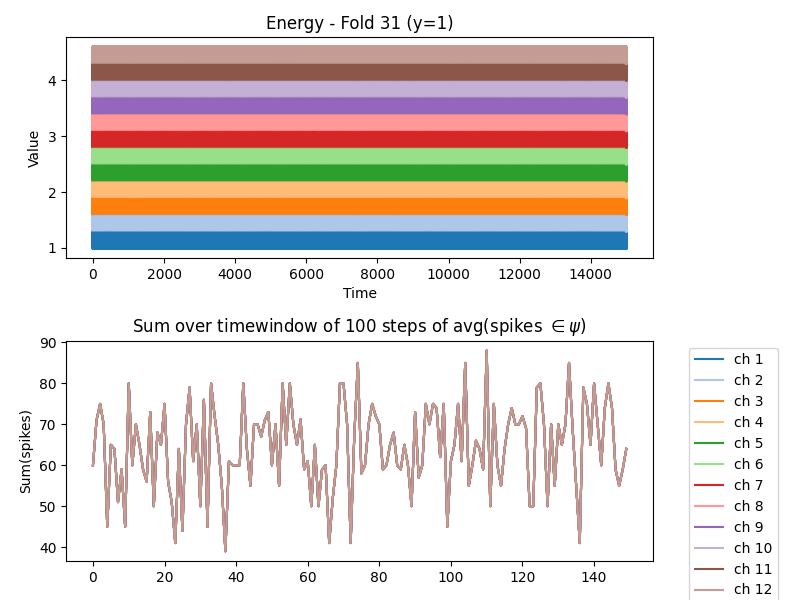 Energy - Fold 31 (y=1)
Value
4
3
2
1
0 2000 4000 6000 8000 10000 12000 14000
Time
Sum over timewindow of 100 steps of avg(spikes ∈ ψ)
Sum(spikes)
90
80
70
60
50
40
0 20 40 60 80 100 120 140
ch 1
ch 2
ch 3
ch 4
ch 5
ch 6
ch 7
ch 8
ch 9
ch 10
ch 11
ch 12